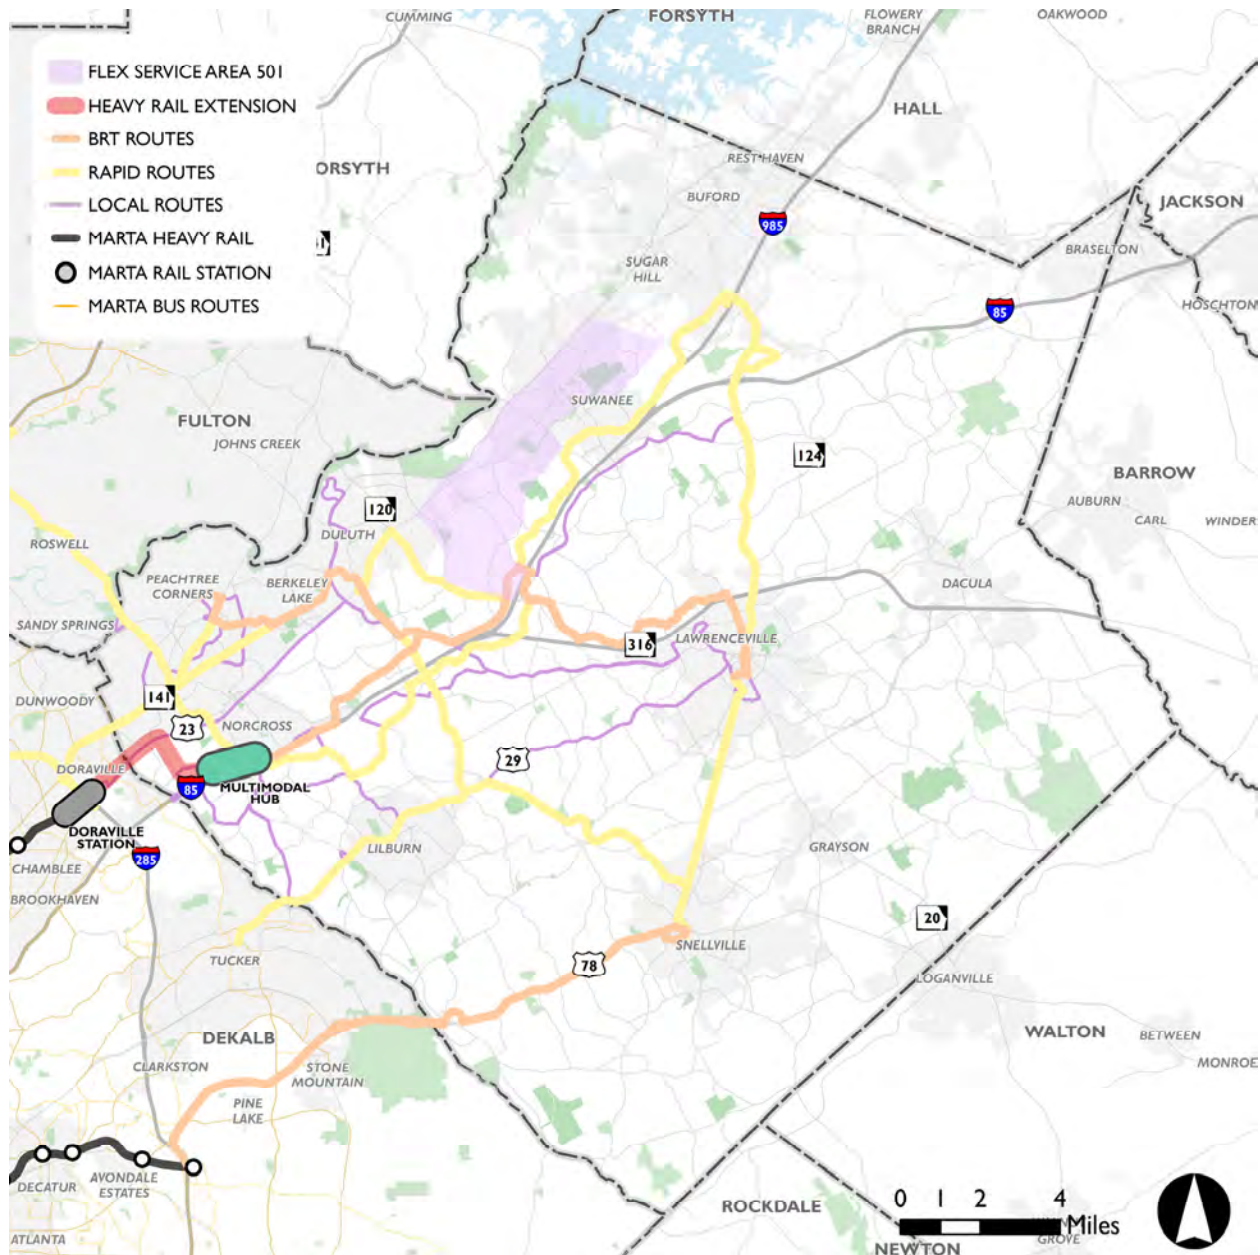 CUMMING
FORSYTH
FLOWERY
BRANCH
OAKWOOD
FLEX SERVICE AREA 501
HEAVY RAIL EXTENSION
BRT ROUTES
RAPID ROUTES
LOCAL ROUTES
MARTA HEAVY RAIL
MARTA RAIL STATION
MARTA BUS ROUTES
ORSYTH
HALL
REST HAVEN
BUFORD
985
JACKSON
BRASELTON
SUGAR
HILL
HOSCHTON
85
SUWANEE
FULTON
JOHNS CREEK
124
BARROW
AUBURN
CARL
WINDER
120
DULUTH
ROSWELL
PEACHTREE
CORNERS
BERKELEY
LAKE
DACULA
SANDY SPRINGS
316
LAWRENCEVILLE
DUNWOODY
141
23
NORCROSS
29
DORAVILLE
85
MULTIMODAL
HUB
DORAVILLE
STATION
285
LILBURN
GRAYSON
CHAMBLEE
BROOKHAVEN
20
SNELLVILLE
TUCKER
78
LOGANVILLE
DEKALB
WALTON
BETWEEN
MONROE
CLARKSTON
STONE
MOUNTAIN
PINE
LAKE
AVONDALE
ESTATES
DECATUR
ROCKDALE
0 1 2 4
Miles
ATLANTA
NEWTON
GROVE